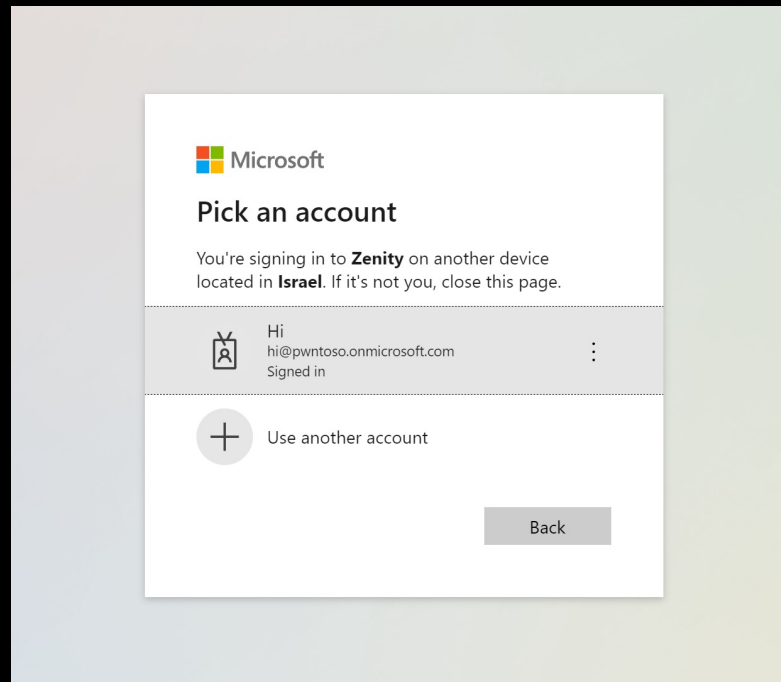 Microsoft
Pick an account
You're signing in to Zenity on another device
located in Israel. If it's not you, close this page.
Hi
hi@pwntoso.onmicrosoft.com
Signed in
Use another account
Back